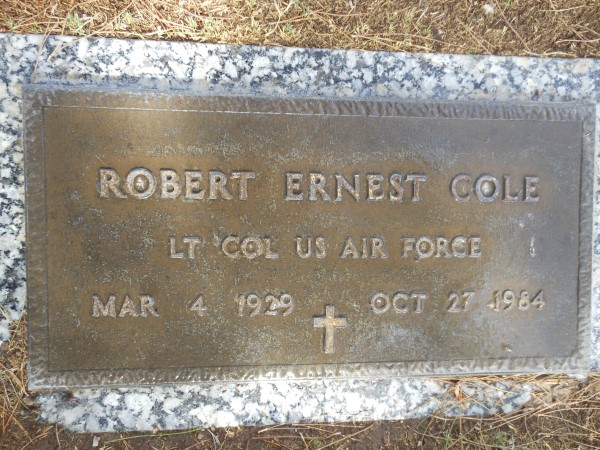 ROBERT ERNEST COLE
LT COL US AIR FORCE
MAR 4 1929 OCT 27 1984